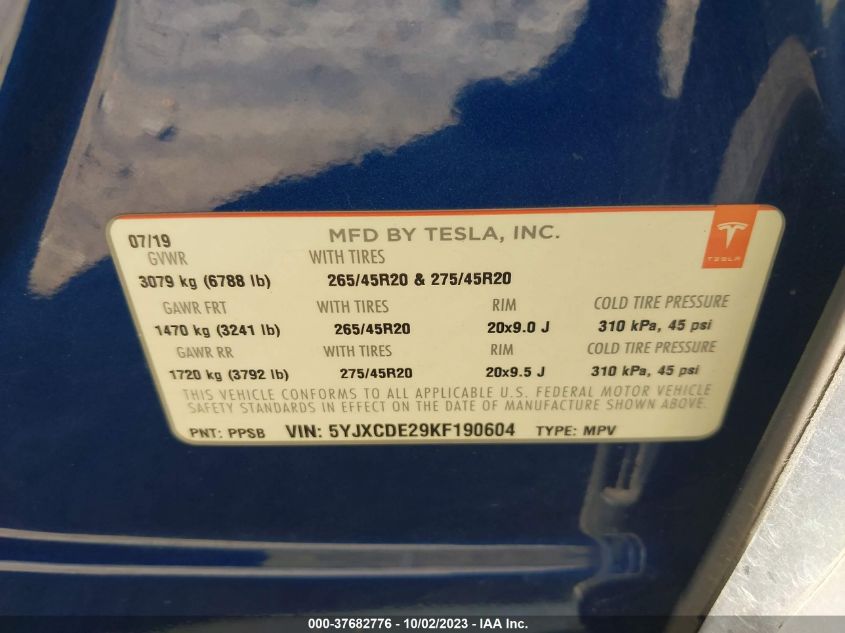 07/19 MFD BY TESLA, INC.
TESLA
GVWR WITH TIRES
3079 kg (6788 lb) 265/45R20 & 275/45R20
GAWR FRT WITH TIRES RIM COLD TIRE PRESSURE
1470 kg (3241 lb) 265/45R20 20x9.0 J 310 kPa, 45 psi
GAWR RR WITH TIRES RIM COLD TIRE PRESSURE
1720 kg (3792 lb) 275/45R20 20x9.5 J 310 kPa, 45 psi
THIS VEHICLE CONFORMS TO ALL APPLICABLE U.S. FEDERAL MOTOR VEHICLE
SAFETY STANDARDS IN EFFECT ON THE DATE OF MANUFACTURE SHOWN ABOVE.
PNT: PPSB VIN: 5YJXCDE29KF190604 TYPE: MPV
000-37682776 - 10/02/2023 - IAA Inc.